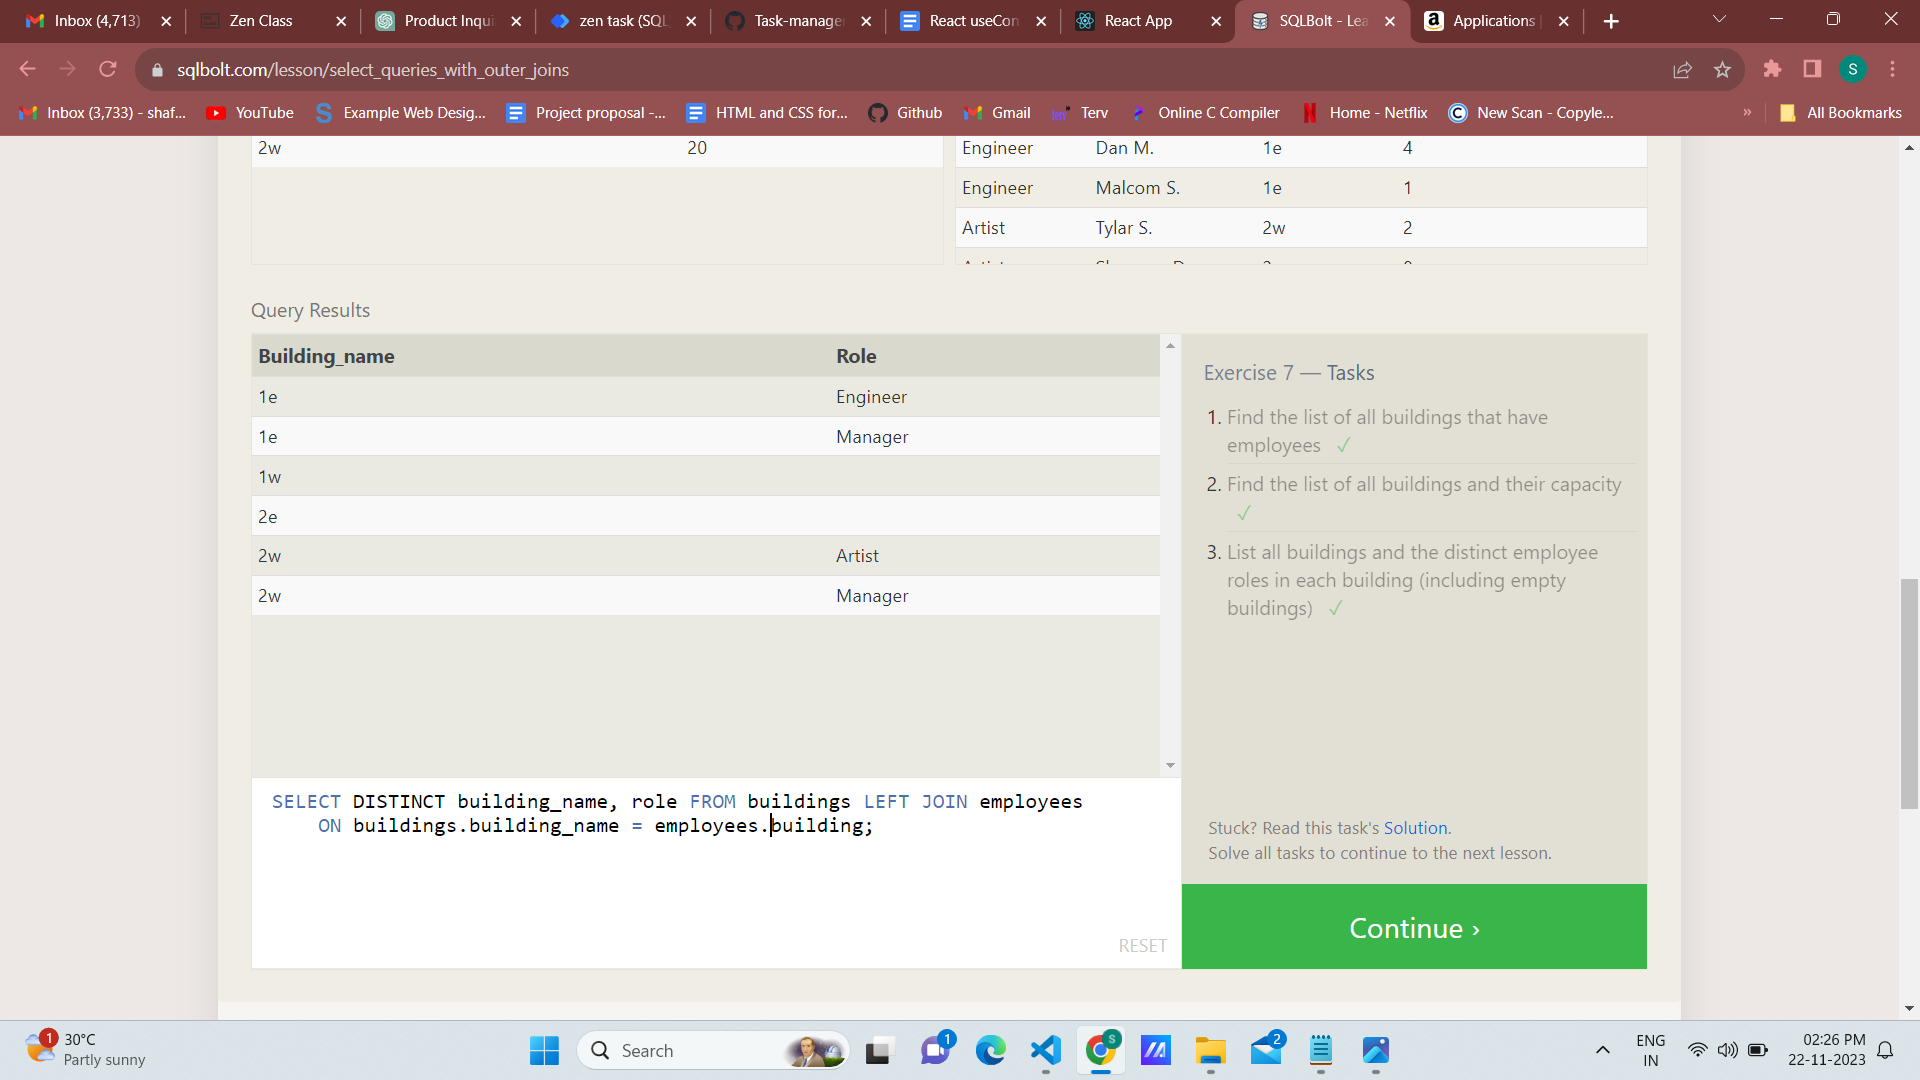 Inbox (4,713)
Zen Class
Product Inqui
zen task (SQL
Task-manage
React useCon
React App
SQLBolt - Lea
Applications
sqlbolt.com/lesson/select_queries_with_outer_joins
S
Inbox (3,733) - shaf...
YouTube
Example Web Desig...
Project proposal -...
HTML and CSS for...
Github
Gmail
Terv
Online C Compiler
Home - Netflix
New Scan - Copyle...
»
All Bookmarks
2w 20
Engineer Dan M. 1e 4
Engineer Malcom S. 1e 1
Artist Tylar S. 2w 2
Query Results
Building_name Role
1e Engineer
1e Manager
1w
2e
2w Artist
2w Manager
Exercise 7 — Tasks
1. Find the list of all buildings that have
employees ✓
2. Find the list of all buildings and their capacity
✓
3. List all buildings and the distinct employee
roles in each building (including empty
buildings) ✓
SELECT DISTINCT building_name, role FROM buildings LEFT JOIN employees
ON buildings.building_name = employees.building;
RESET
Stuck? Read this task's Solution.
Solve all tasks to continue to the next lesson.
Continue ›
1
30°C
Partly sunny
Search
1
S
2
ENG
IN
02:26 PM
22-11-2023